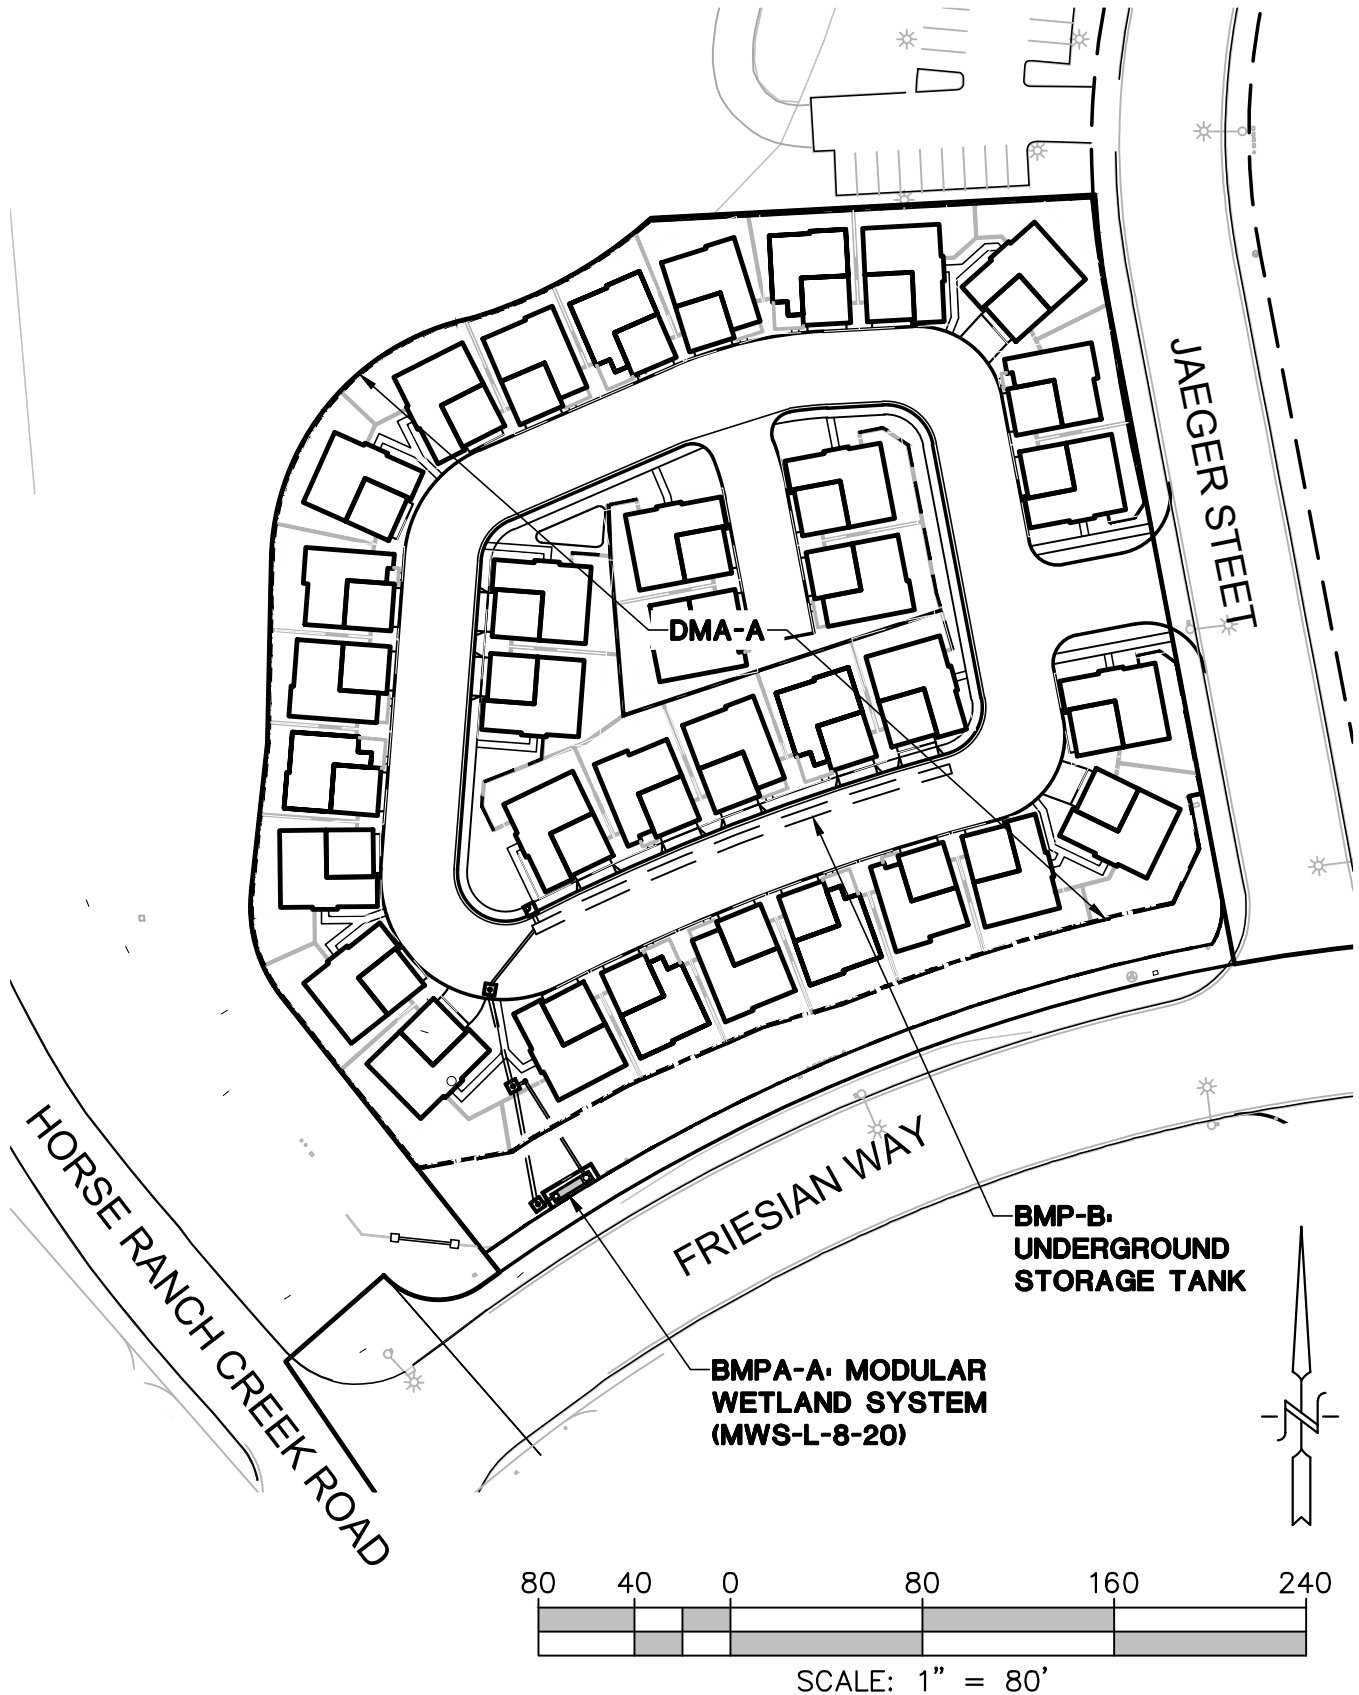 JAEGER STEET
DMA-A
HORSE RANCH CREEK ROAD
FRIESIAN WAY
BMP-B:
UNDERGROUND
STORAGE TANK
BMPA-A: MODULAR
WETLAND SYSTEM
(MWS-L-8-20)
N
80 40 0 80 160 240
SCALE: 1" = 80'